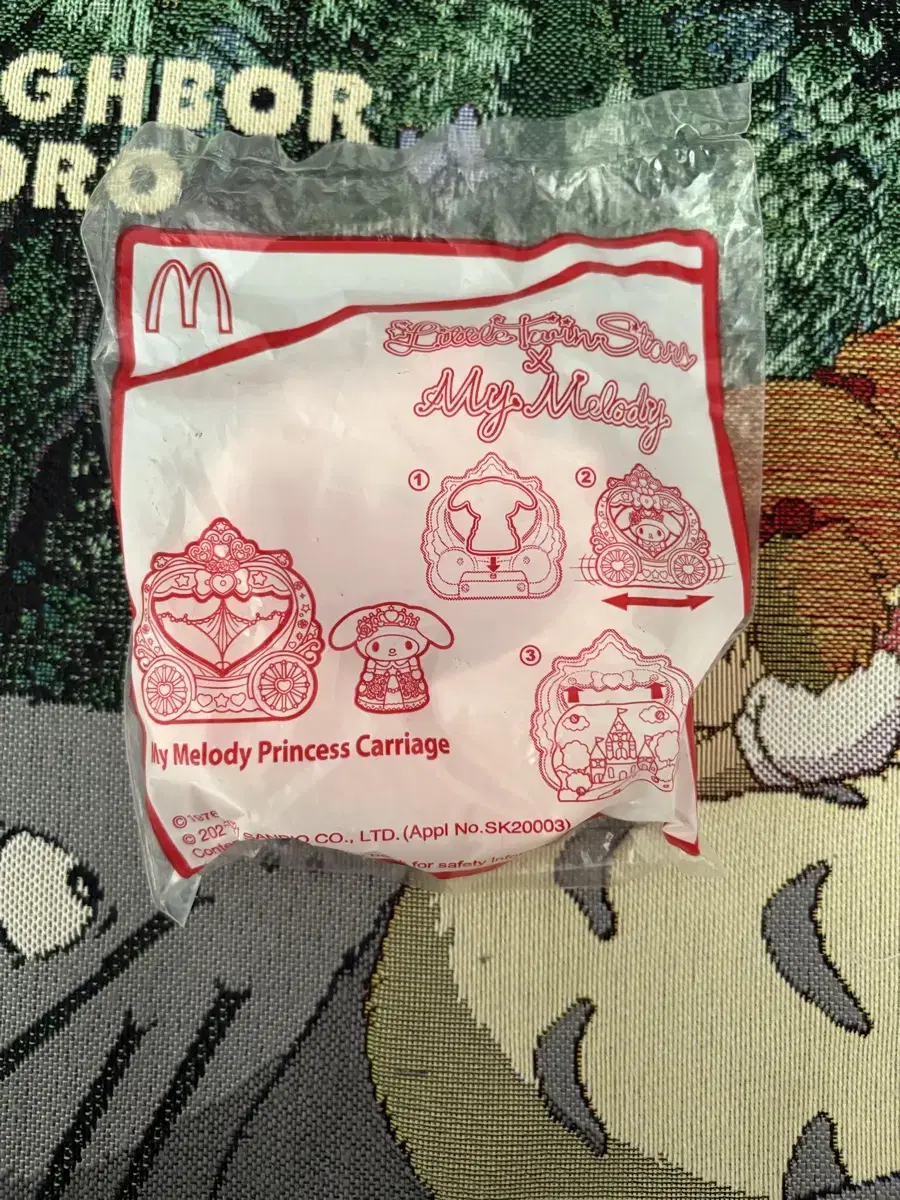 GHBOR
ORO
Little Twin Stars
×
My Melody
1
2
3
My Melody Princess Carriage
© 1976
SANRIO CO., LTD. (Appl No.SK20003)
for safety